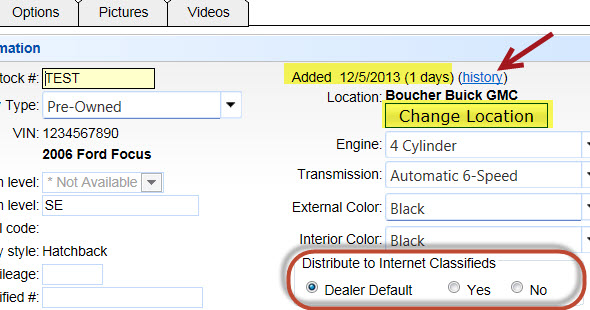 Options Pictures Videos
mation
tock #: TEST
y Type: Pre-Owned
VIN: 1234567890
2006 Ford Focus
n level: * Not Available
n level: SE
l code:
y style: Hatchback
ileage:
ified #:
Added 12/5/2013 (1 days) (history)
Location: Boucher Buick GMC
Change Location
Engine: 4 Cylinder
Transmission: Automatic 6-Speed
External Color: Black
Interior Color: Black
Distribute to Internet Classifieds
Dealer Default Yes No